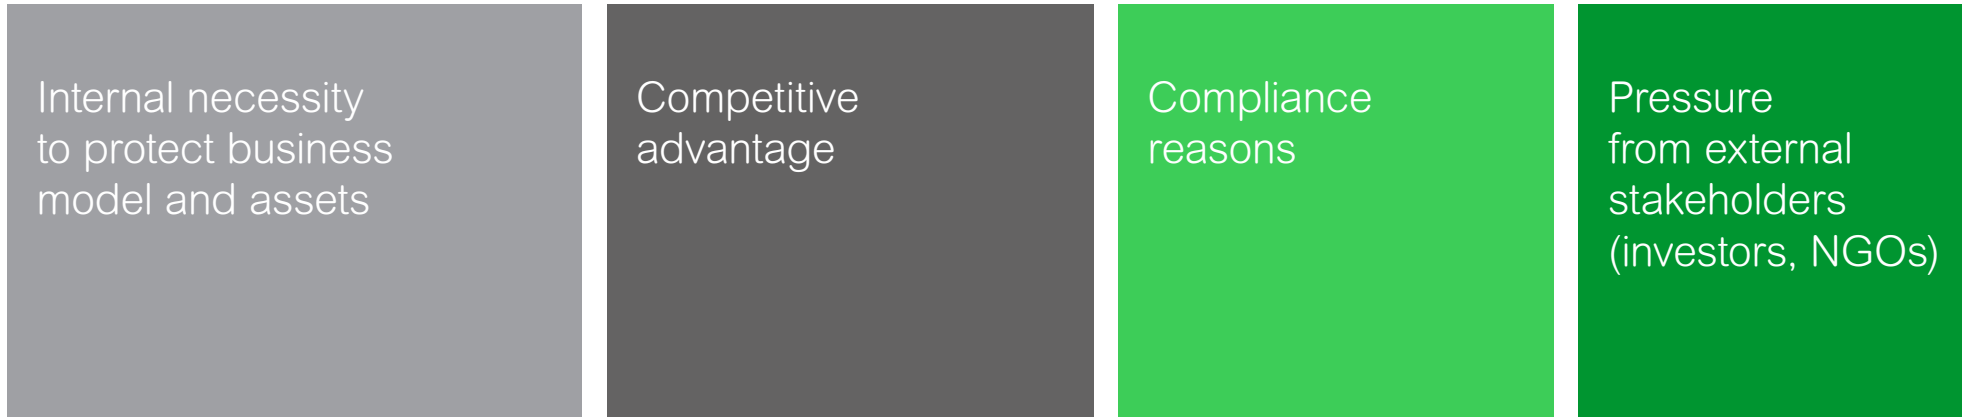 Internal necessity
to protect business
model and assets
Competitive
advantage
Compliance
reasons
Pressure
from external
stakeholders
(investors, NGOs)